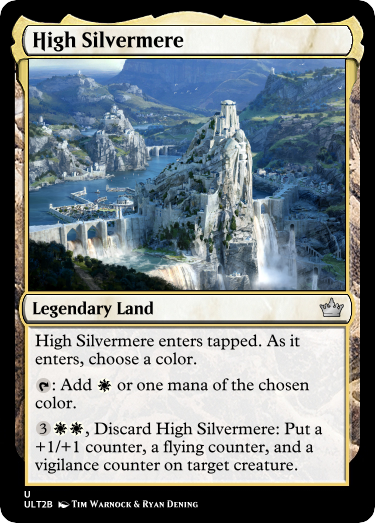 High Silvermere
Legendary Land
High Silvermere enters tapped. As it
enters, choose a color.
: Add or one mana of the chosen
color.
3 , Discard High Silvermere: Put a
+1/+1 counter, a flying counter, and a
vigilance counter on target creature.
U
ULT2B Tim Warnock & Ryan Dening